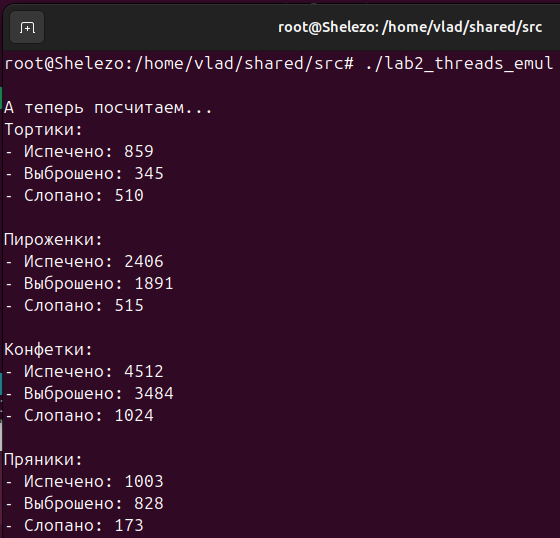 root@Shelezo: /home/vlad/shared/src
root@Shelezo:/home/vlad/shared/src# ./lab2_threads_emul
А теперь посчитаем...
Тортики:
- Испечено: 859
- Выброшено: 345
- Слопано: 510
Пироженки:
- Испечено: 2406
- Выброшено: 1891
- Слопано: 515
Конфетки:
- Испечено: 4512
- Выброшено: 3484
- Слопано: 1024
Пряники:
- Испечено: 1003
- Выброшено: 828
- Слопано: 173